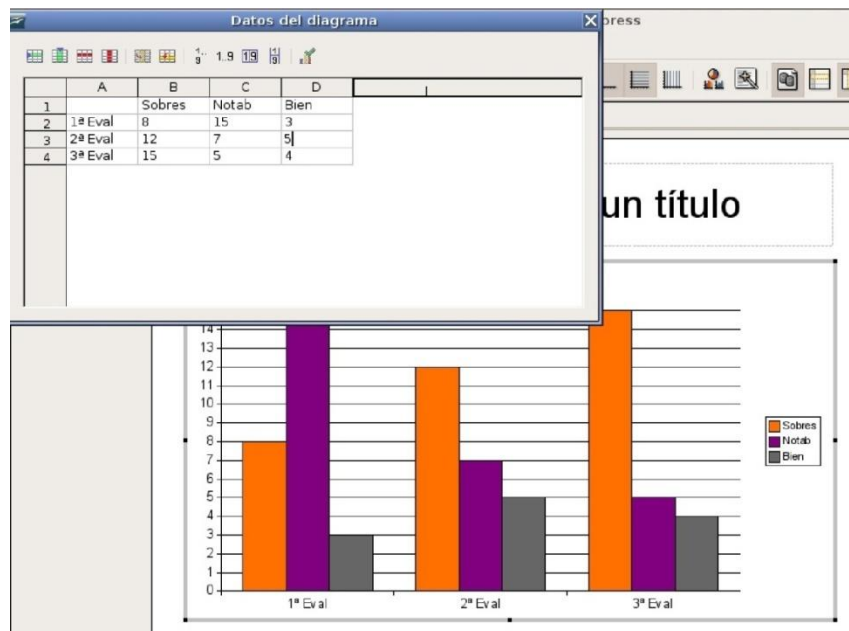 Datos del diagrama
press
1..9
A B C D
1 Sobres Notab Bien
2 1ª Eval 8 15 3
3 2ª Eval 12 7 5
4 3ª Eval 15 5 4
un título
14
13
12
11
10
9
8
7
6
5
4
3
2
1
0
Sobres
Notab
Bien
1ª Eval 2ª Eval 3ª Eval